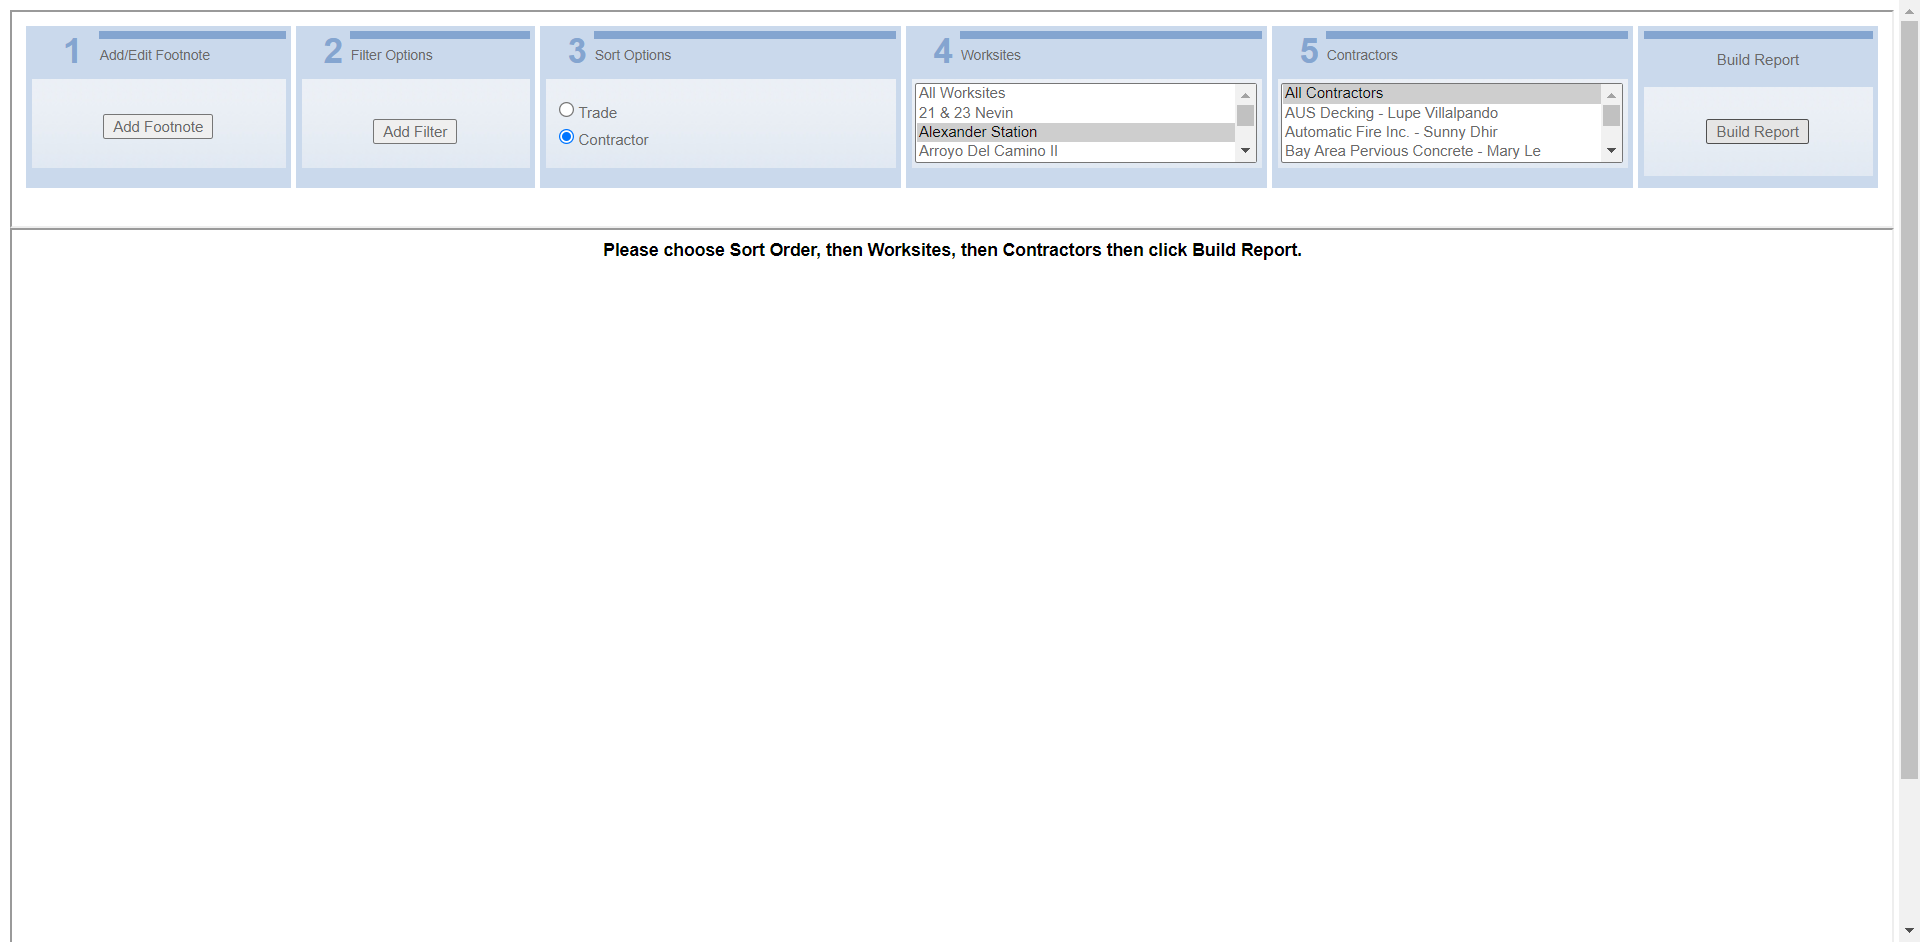 1 Add/Edit Footnote
Add Footnote
2 Filter Options
Add Filter
3 Sort Options
Trade
Contractor
4 Worksites
All Worksites
21 & 23 Nevin
Alexander Station
Arroyo Del Camino II
5 Contractors
All Contractors
AUS Decking - Lupe Villalpando
Automatic Fire Inc. - Sunny Dhir
Bay Area Pervious Concrete - Mary Le
Build Report
Build Report
Please choose Sort Order, then Worksites, then Contractors then click Build Report.